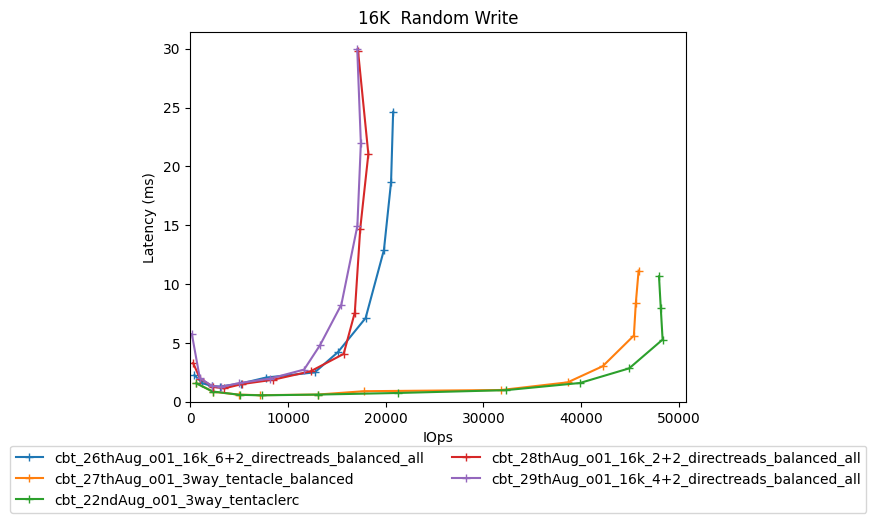 16K  Random Write
30
25
20
15
10
5
0
Latency (ms)
0 10000 20000 30000 40000 50000
IOps
cbt_26thAug_o01_16k_6+2_directreads_balanced_all
cbt_27thAug_o01_3way_tentacle_balanced
cbt_22ndAug_o01_3way_tentaclerc
cbt_28thAug_o01_16k_2+2_directreads_balanced_all
cbt_29thAug_o01_16k_4+2_directreads_balanced_all